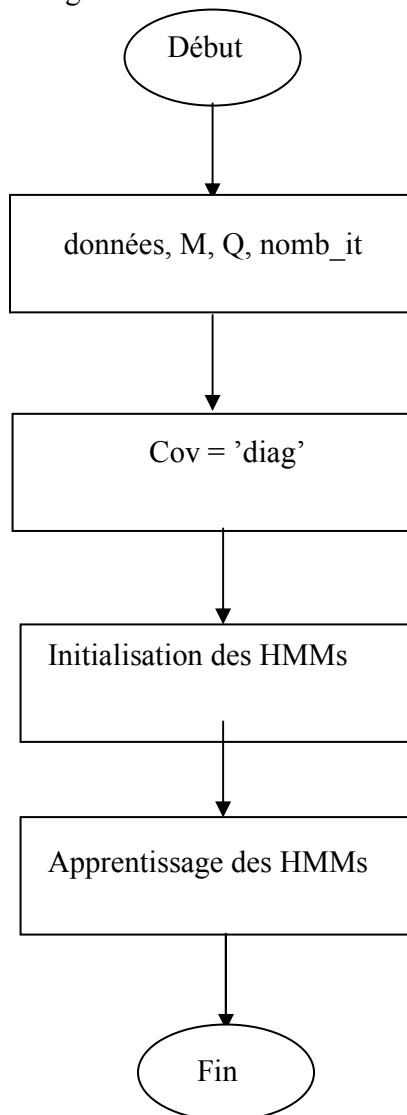 Début
données, M, Q, nomb_it
Cov = ’diag’
Initialisation des HMMs
Apprentissage des HMMs
Fin